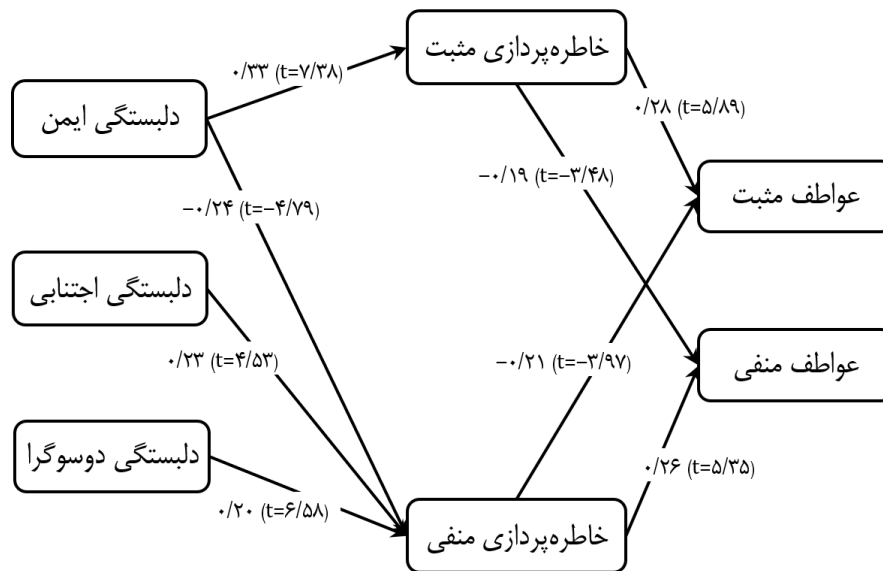 خاطره‌پردازی مثبت
۰/۳۳ (t=۷/۳۸)
دلبستگی ایمن
۰/۲۸ (t=۵/۸۹)
−۰/۱۹ (t=−۳/۴۸)
عواطف مثبت
−۰/۲۴ (t=−۴/۷۹)
دلبستگی اجتنابی
۰/۲۳ (t=۴/۵۳)
−۰/۲۱ (t=−۳/۹۷)
عواطف منفی
دلبستگی دوسوگرا
۰/۲۶ (t=۵/۳۵)
۰/۲۰ (t=۶/۵۸)
خاطره‌پردازی منفی